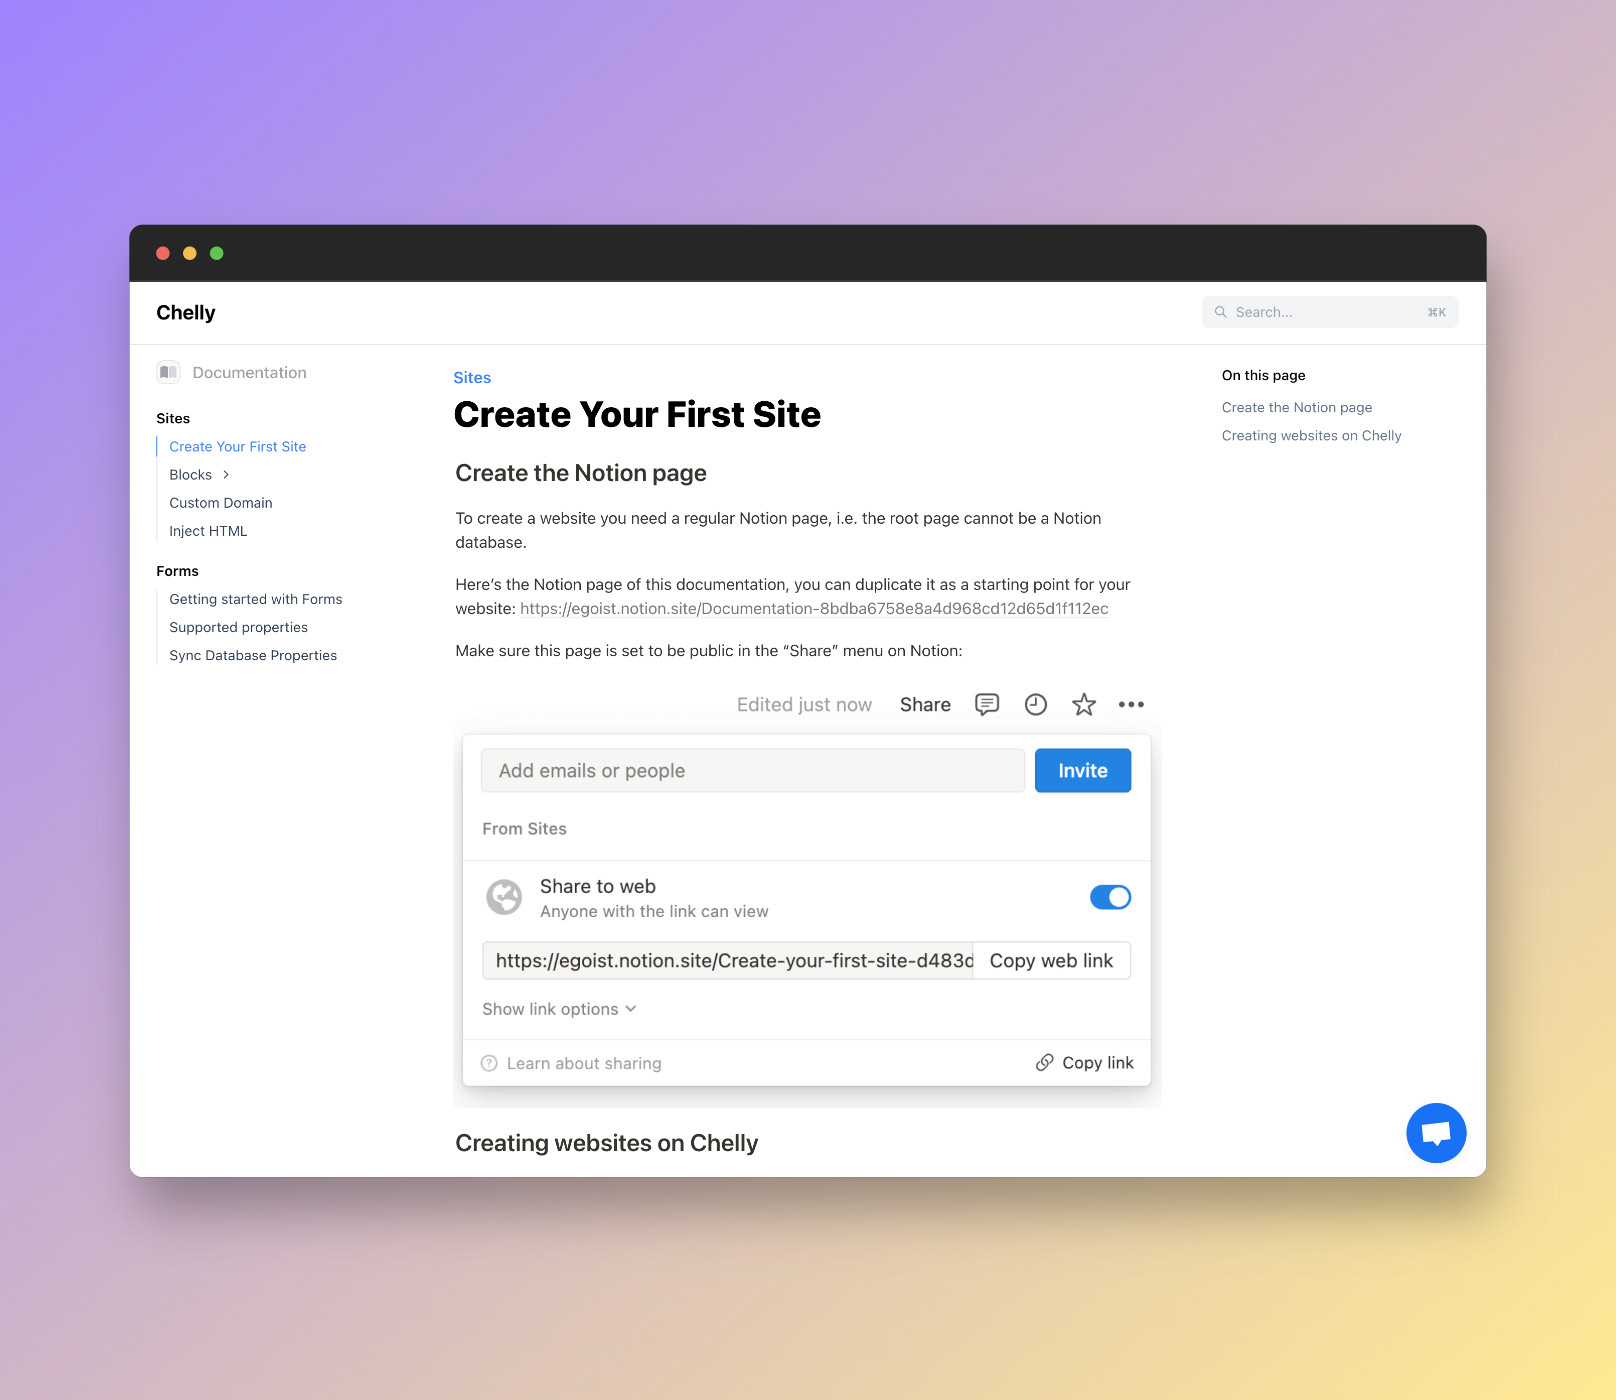 Chelly
Search...
⌘K
Documentation
Sites
Create Your First Site
Blocks
Custom Domain
Inject HTML
Forms
Getting started with Forms
Supported properties
Sync Database Properties
Sites
Create Your First Site
Create the Notion page
To create a website you need a regular Notion page, i.e. the root page cannot be a Notion
database.
Here’s the Notion page of this documentation, you can duplicate it as a starting point for your
website: https://egoist.notion.site/Documentation-8bdba6758e8a4d968cd12d65d1f112ec
Make sure this page is set to be public in the “Share” menu on Notion:
Edited just now
Share
Add emails or people
Invite
From Sites
Share to web
Anyone with the link can view
https://egoist.notion.site/Create-your-first-site-d483d
Copy web link
Show link options
Learn about sharing
Copy link
Creating websites on Chelly
On this page
Create the Notion page
Creating websites on Chelly